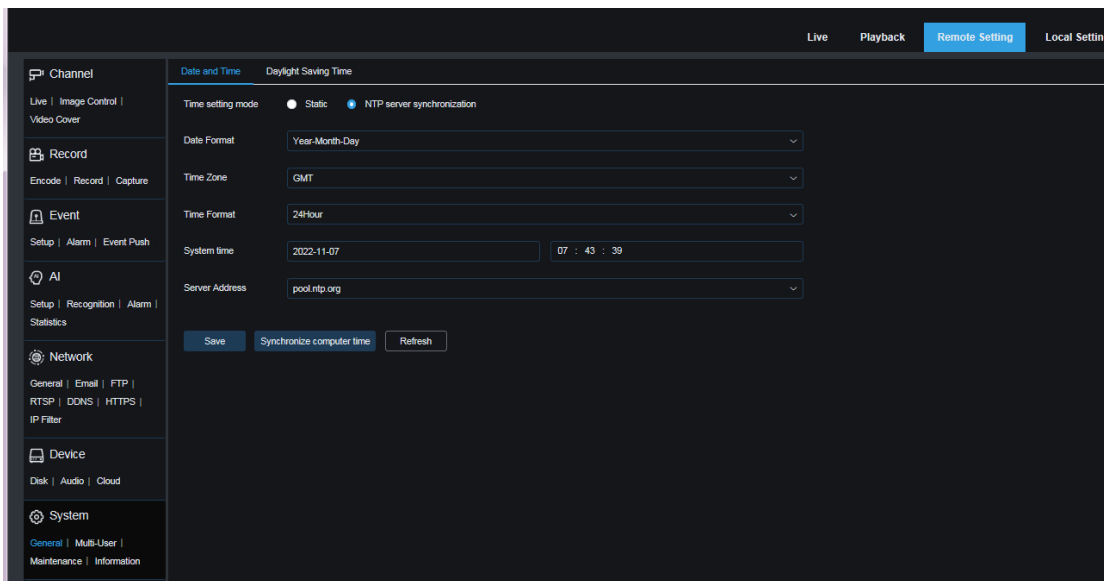 Live Playback Remote Setting Local Settin
Channel
Live | Image Control |
Video Cover
Record
Encode | Record | Capture
Event
Setup | Alarm | Event Push
AI
Setup | Recognition | Alarm |
Statistics
Network
General | Email | FTP |
RTSP | DDNS | HTTPS |
IP Filter
Device
Disk | Audio | Cloud
System
General | Multi-User |
Maintenance | Information
Date and Time Daylight Saving Time
Time setting mode Static NTP server synchronization
Date Format Year-Month-Day
Time Zone GMT
Time Format 24Hour
System time 2022-11-07 07 : 43 : 39
Server Address pool.ntp.org
Save Synchronize computer time Refresh